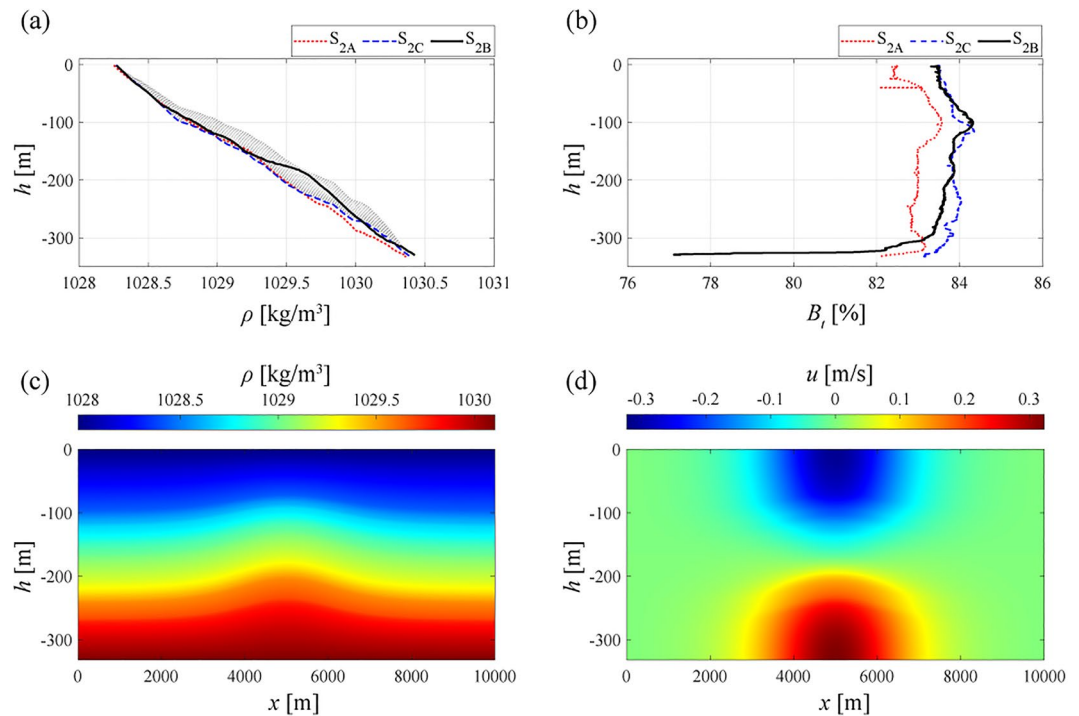 (a)
S2A S2C S2B
0
-100
-200
-300
h [m]
1028 1028.5 1029 1029.5 1030 1030.5 1031
ρ [kg/m³]
(b)
S2A S2C S2B
0
-100
-200
-300
h [m]
76 78 80 82 84 86
Bt [%]
(c)
ρ [kg/m³]
1028 1028.5 1029 1029.5 1030
0
-100
-200
-300
h [m]
0 2000 4000 6000 8000 10000
x [m]
(d)
u [m/s]
-0.3 -0.2 -0.1 0 0.1 0.2 0.3
0
-100
-200
-300
h [m]
0 2000 4000 6000 8000 10000
x [m]